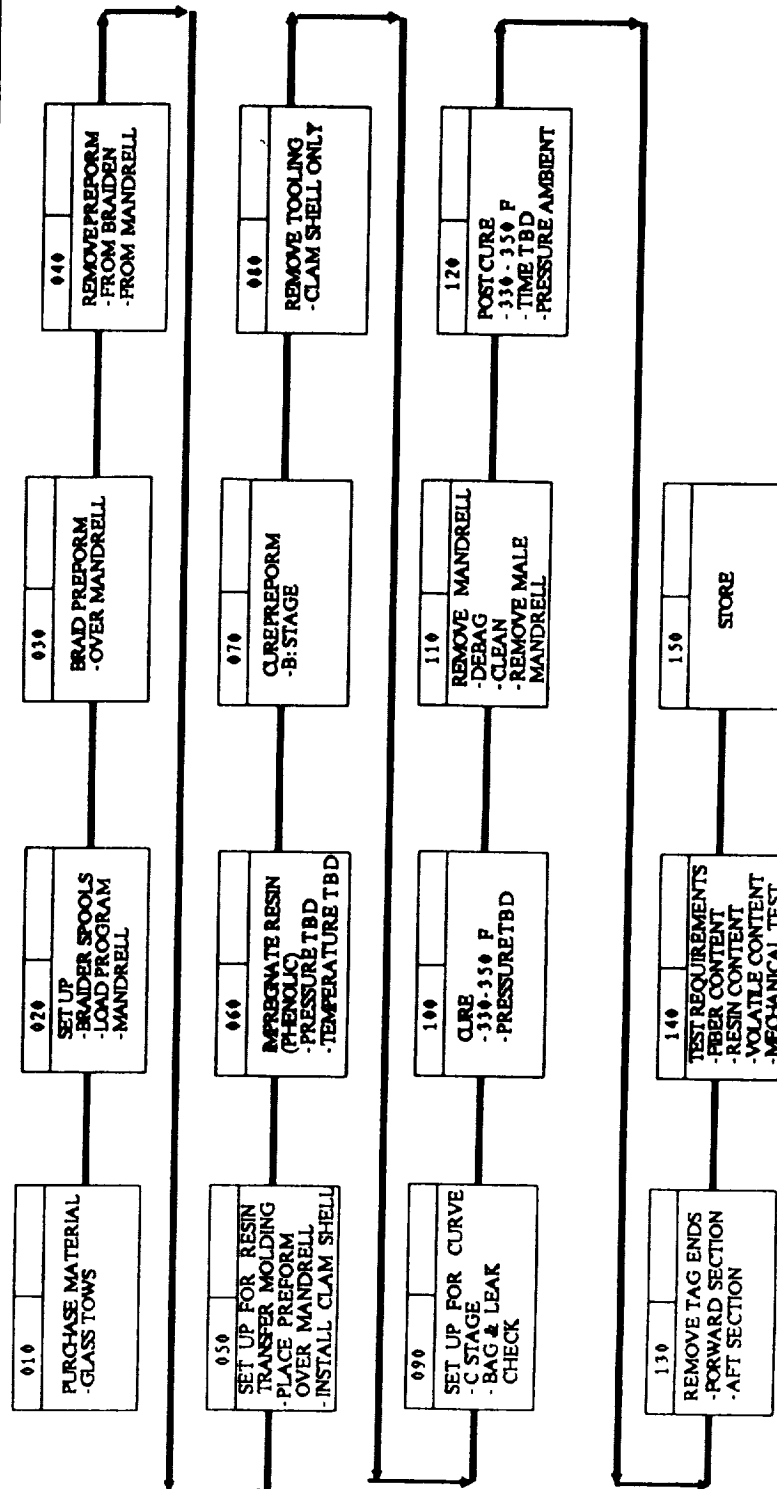 010
PURCHASE MATERIAL
-GLASS TOWS
020
SET UP
-BRAIDER SPOOLS
-LOAD PROGRAM
-MANDRELL
030
BRAID PREFORM
-OVER MANDRELL
040
REMOVE PREFORM
-FROM BRAIDEN
-FROM MANDRELL
050
SET UP FOR RESIN
TRANSFER MOLDING
-PLACE PREFORM
OVER MANDRELL
-INSTALL CLAM SHELL
060
IMPREGNATE RESIN
(PHENOLIC)
-PRESSURE TBD
-TEMPERATURE TBD
070
CURE PREFORM
-B: STAGE
080
REMOVE TOOLING
-CLAM SHELL ONLY
090
SET UP FOR CURVE
-C STAGE
-BAG & LEAK
CHECK
100
CURE
-330-350 F
-PRESSURE TBD
110
REMOVE MANDRELL
-DEBAG
-CLEAN
-REMOVE MALE
MANDRELL
120
POST CURE
-330-350 F
-TIME TBD
-PRESSURE AMBIENT
130
REMOVE TAG ENDS
-FORWARD SECTION
-AFT SECTION
140
TEST REQUIREMENTS
-FIBER CONTENT
-RESIN CONTENT
-VOLATILE CONTENT
-MECHANICAL TEST
150
STORE